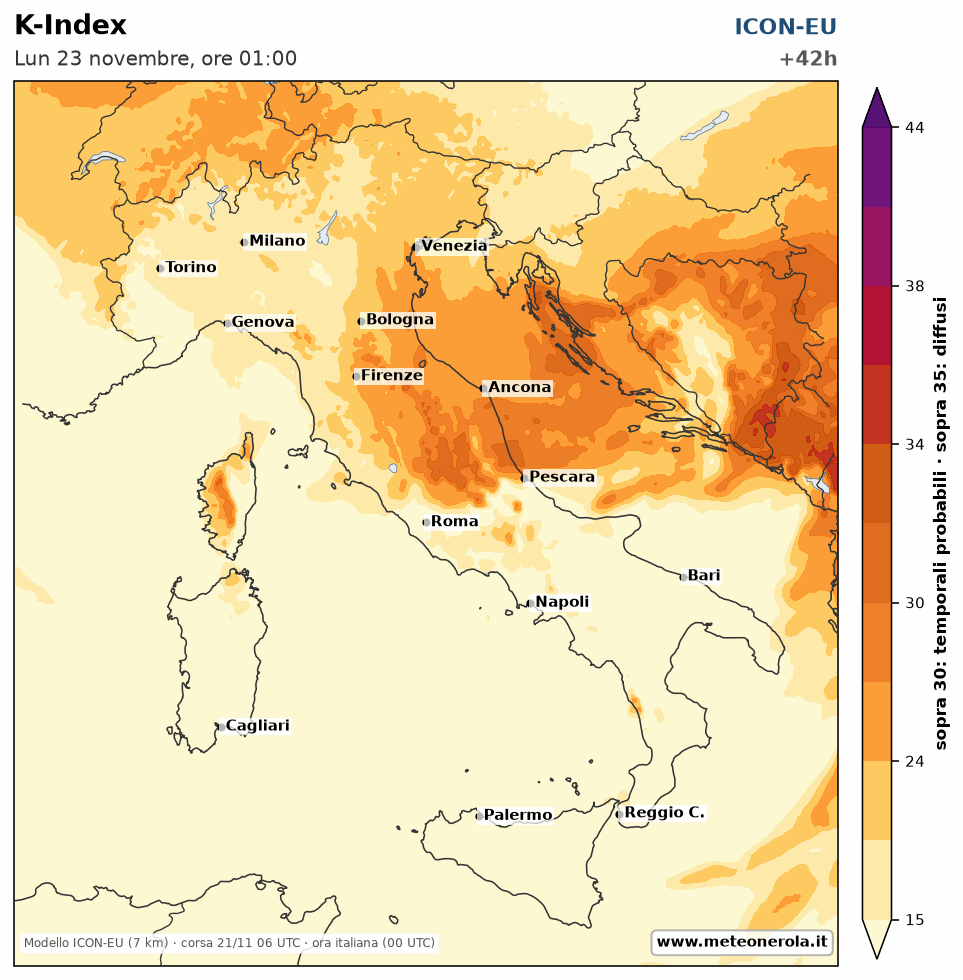 K-Index
ICON-EU
Lun 23 novembre, ore 01:00
+42h
Milano
Venezia
Torino
Genova
Bologna
Firenze
Ancona
Pescara
Roma
Bari
Napoli
Cagliari
Palermo
Reggio C.
44
38
34
30
24
15
sopra 30: temporali probabili · sopra 35: diffusi
Modello ICON-EU (7 km) · corsa 21/11 06 UTC · ora italiana (00 UTC)
www.meteonerola.it